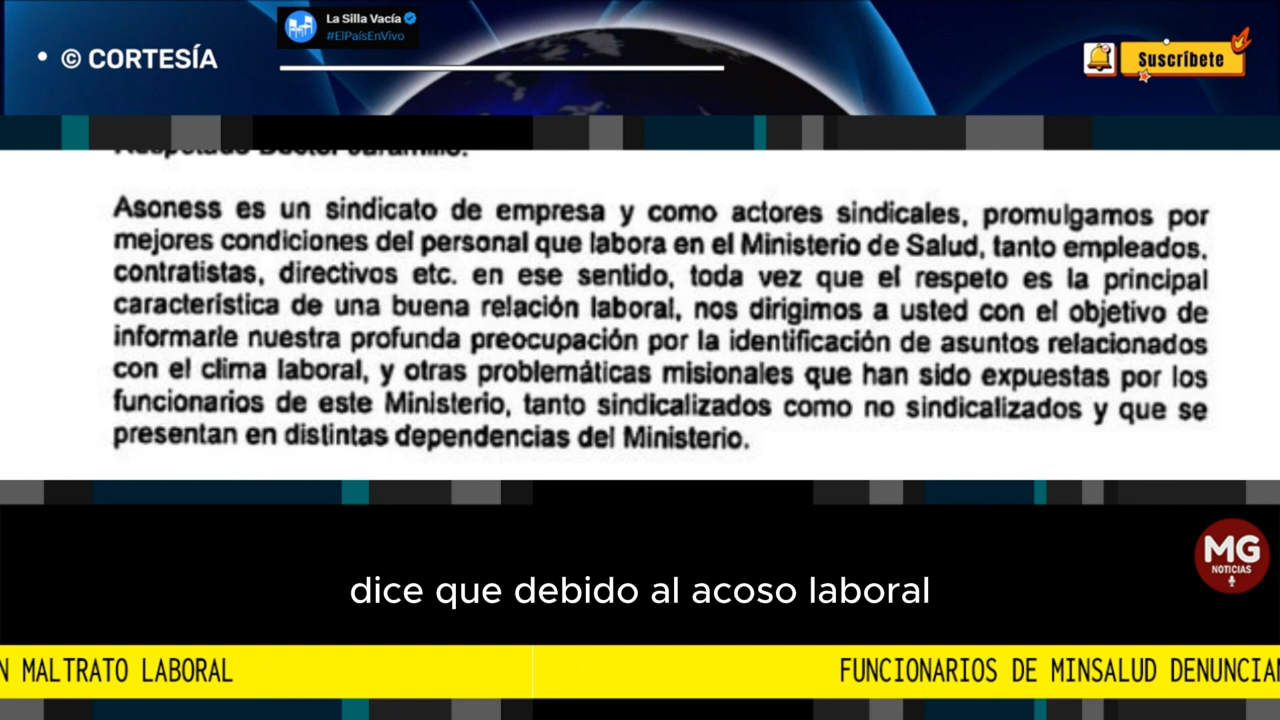 La Silla Vacía
#ElPaísEnVivo
• © CORTESÍA
Suscríbete
Respetado Doctor Jaramillo:
Asoness es un sindicato de empresa y como actores sindicales, promulgamos por
mejores condiciones del personal que labora en el Ministerio de Salud, tanto empleados,
contratistas, directivos etc. en ese sentido, toda vez que el respeto es la principal
característica de una buena relación laboral, nos dirigimos a usted con el objetivo de
informarle nuestra profunda preocupación por la identificación de asuntos relacionados
con el clima laboral, y otras problemáticas misionales que han sido expuestas por los
funcionarios de este Ministerio, tanto sindicalizados como no sindicalizados y que se
presentan en distintas dependencias del Ministerio.
MG
NOTICIAS
dice que debido al acoso laboral
N MALTRATO LABORAL
FUNCIONARIOS DE MINSALUD DENUNCIAN